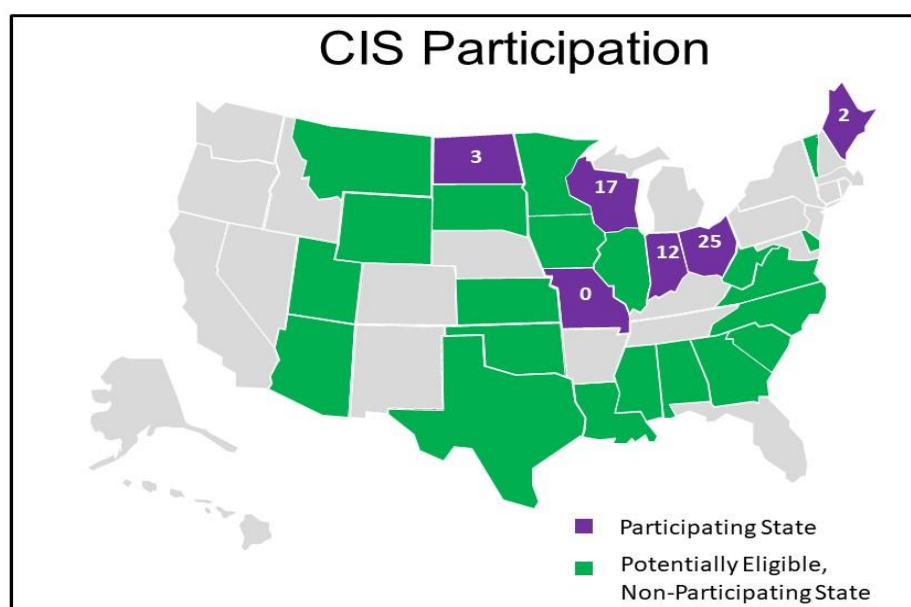 CIS Participation
2
3
17
25
12
0
Participating State
Potentially Eligible,
Non-Participating State